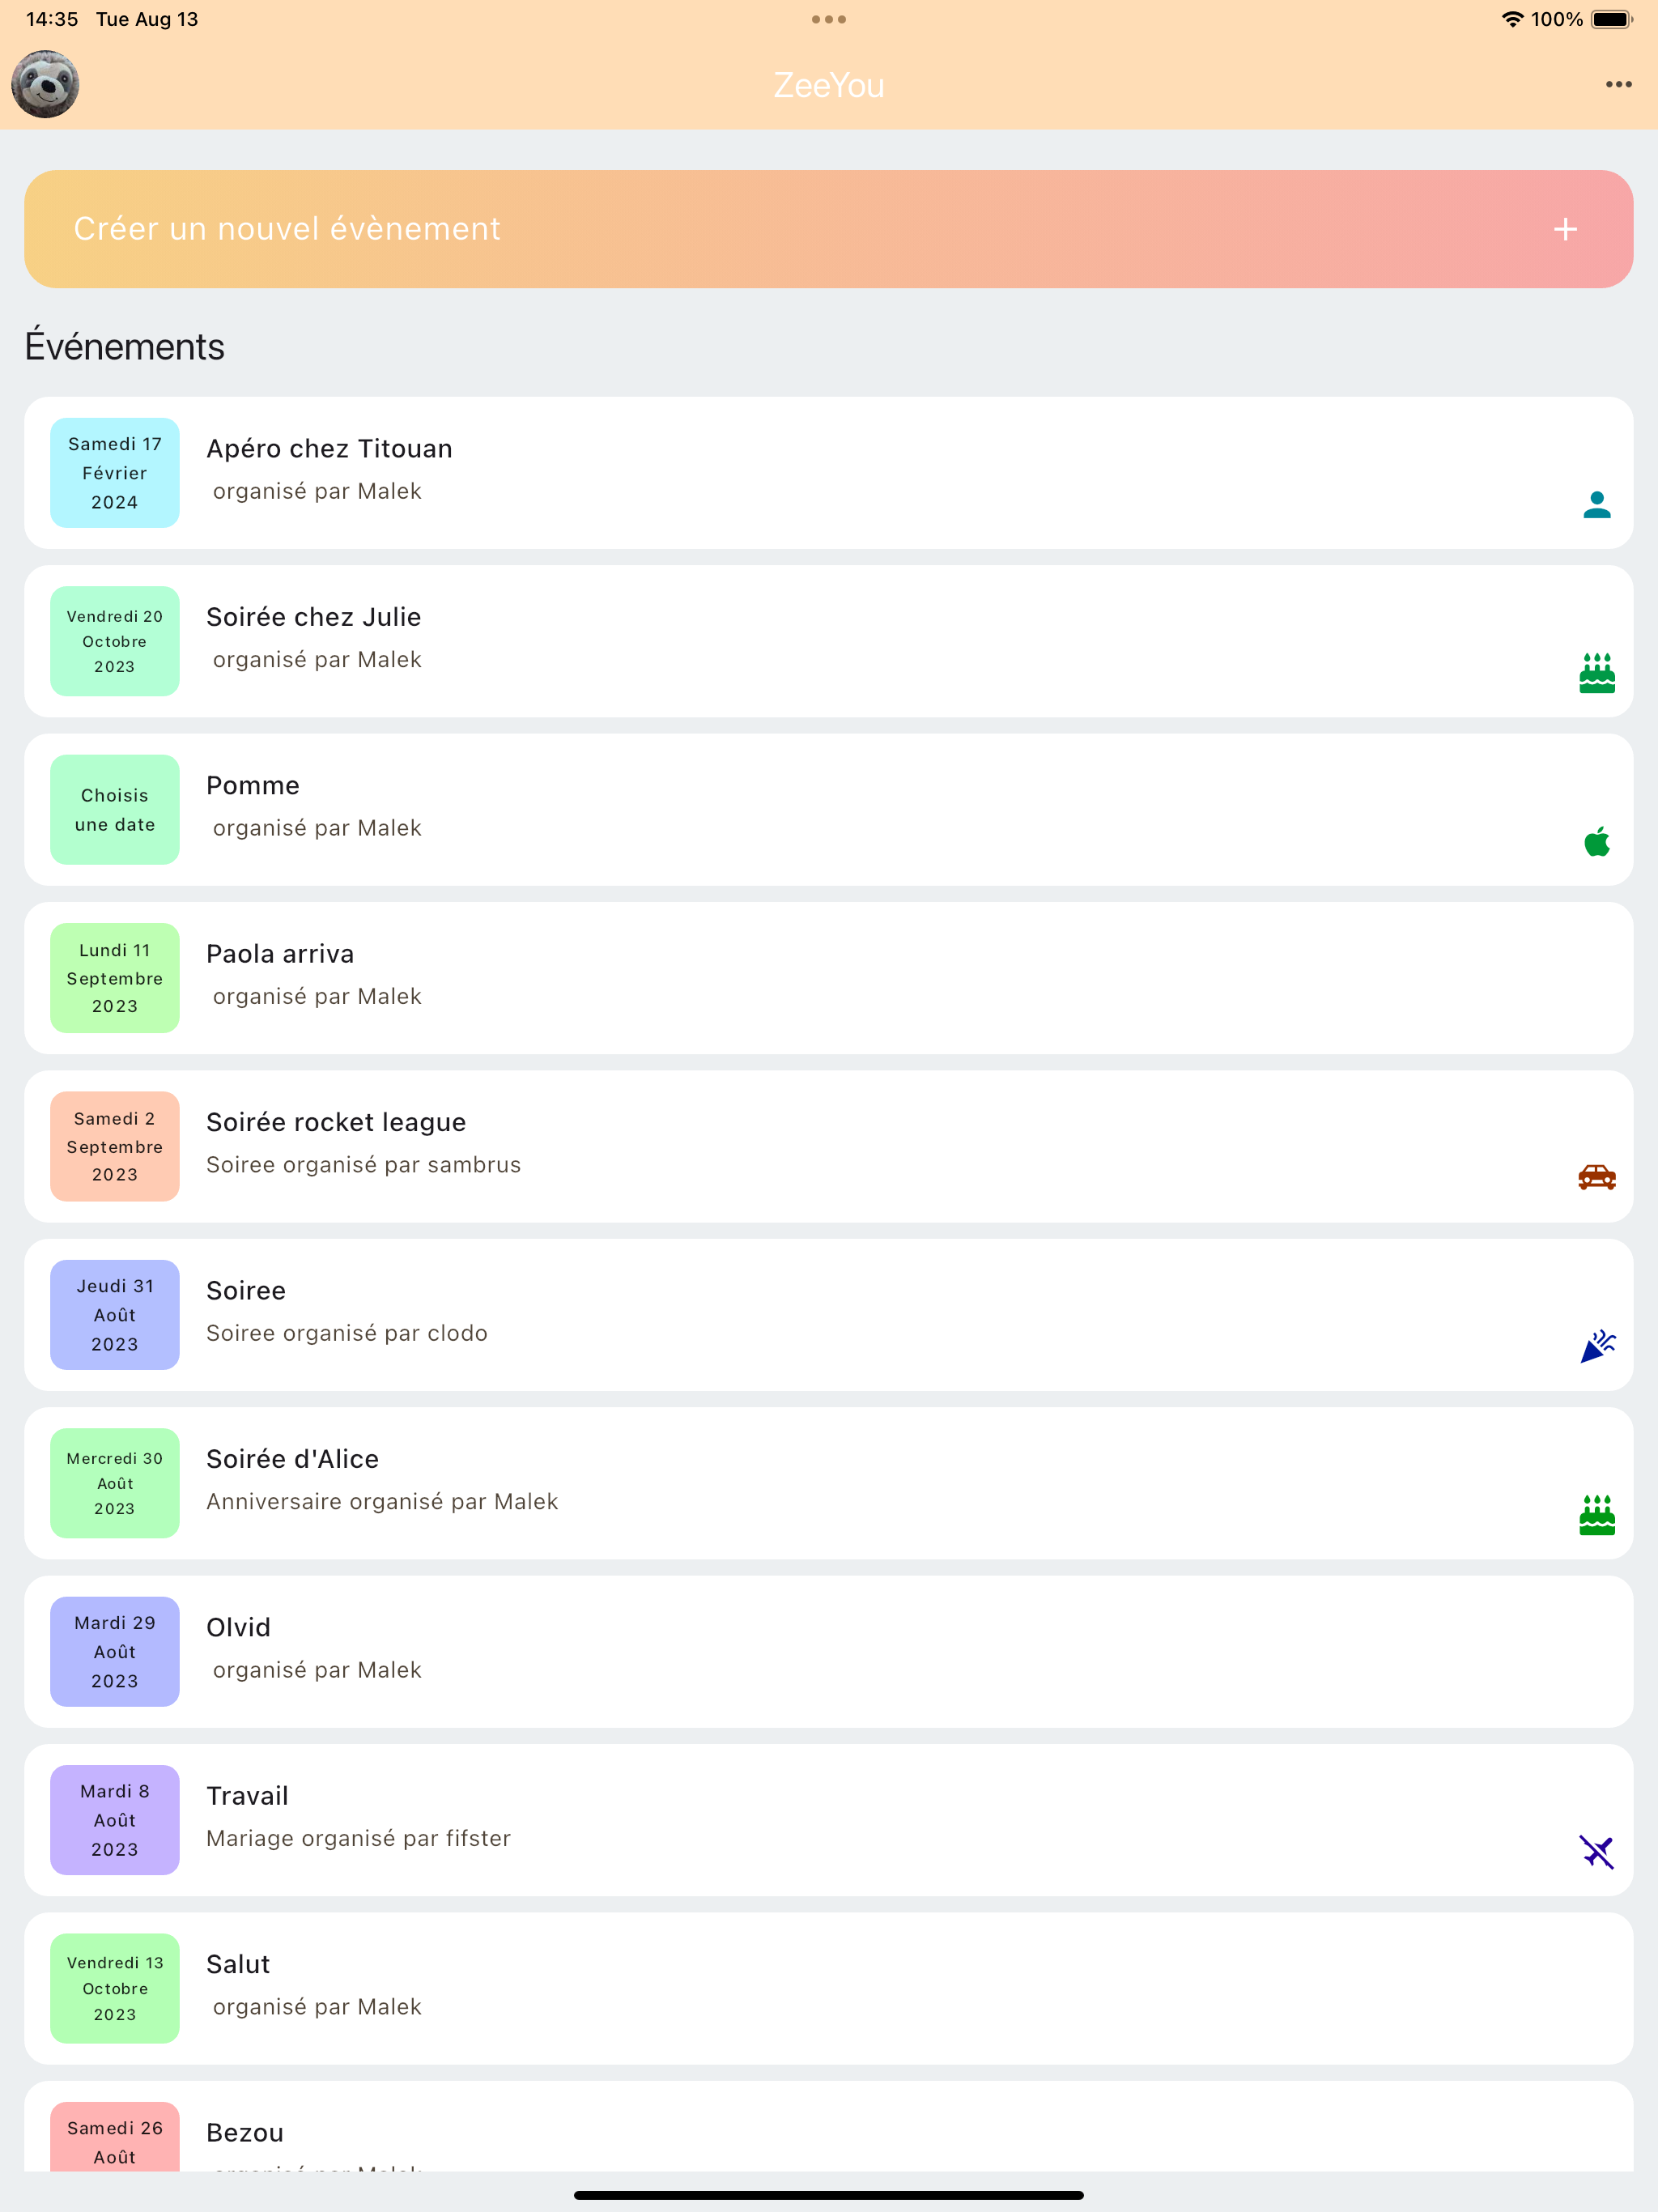 14:35 Tue Aug 13
100%
ZeeYou
Créer un nouvel évènement
Événements
Samedi 17
Février
2024
Apéro chez Titouan
organisé par Malek
Vendredi 20
Octobre
2023
Soirée chez Julie
organisé par Malek
Choisis
une date
Pomme
organisé par Malek
Lundi 11
Septembre
2023
Paola arriva
organisé par Malek
Samedi 2
Septembre
2023
Soirée rocket league
Soiree organisé par sambrus
Jeudi 31
Août
2023
Soiree
Soiree organisé par clodo
Mercredi 30
Août
2023
Soirée d'Alice
Anniversaire organisé par Malek
Mardi 29
Août
2023
Olvid
organisé par Malek
Mardi 8
Août
2023
Travail
Mariage organisé par fifster
Vendredi 13
Octobre
2023
Salut
organisé par Malek
Samedi 26
Août
Bezou